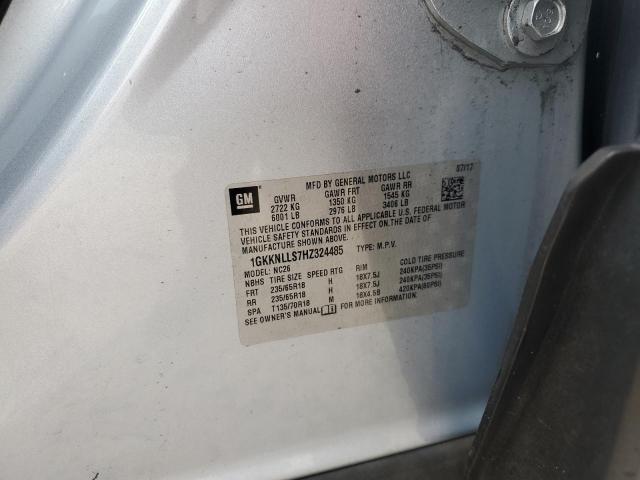 GM
MFD BY GENERAL MOTORS LLC 07/17
GVWR GAWR FRT GAWR RR
2722 KG 1350 KG 1545 KG
6001 LB 2976 LB 3406 LB
THIS VEHICLE CONFORMS TO ALL APPLICABLE U.S. FEDERAL MOTOR
VEHICLE SAFETY STANDARDS IN EFFECT ON THE DATE OF
MANUFACTURE SHOWN ABOVE.
1GKKNLLS7HZ324485 TYPE: M.P.V.
MODEL: NC26
NBHS TIRE SIZE SPEED RTG RIM COLD TIRE PRESSURE
FRT 235/65R18 H 18X7.5J 240KPA(35PSI)
RR 235/65R18 H 18X7.5J 240KPA(35PSI)
SPA T135/70R18 M 18X4.5B 420KPA(60PSI)
SEE OWNER'S MANUAL FOR MORE INFORMATION